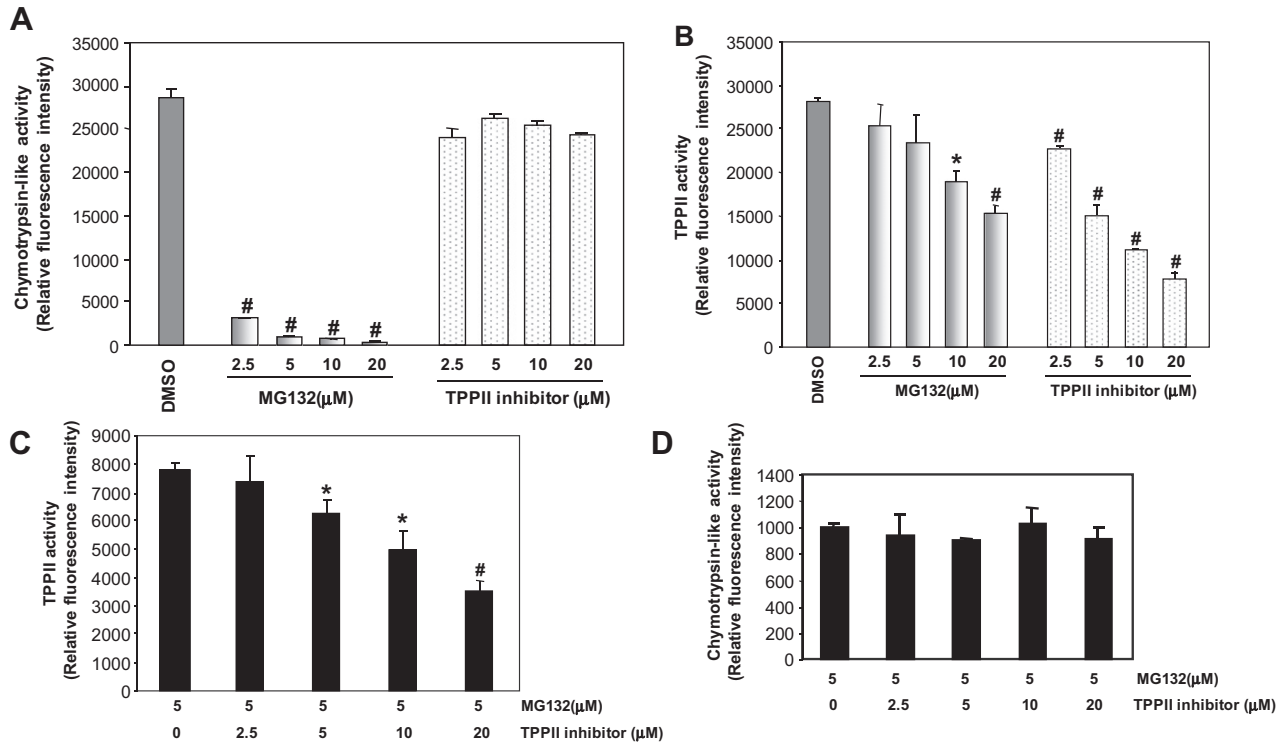 A
Chymotrypsin-like activity
(Relative fluorescence intensity)
35000
30000
25000
20000
15000
10000
5000
0
# # # #
DMSO
2.5 5 10 20 2.5 5 10 20
MG132(μM) TPPII inhibitor (μM)
B
TPPII activity
(Relative fluorescence intensity)
35000
30000
25000
20000
15000
10000
5000
0
* # # # # #
DMSO
2.5 5 10 20 2.5 5 10 20
MG132(μM) TPPII inhibitor (μM)
C
TPPII activity
(Relative fluorescence intensity)
9000
8000
7000
6000
5000
4000
3000
2000
1000
0
* * #
5 5 5 5 5 MG132(μM)
0 2.5 5 10 20 TPPII inhibitor (μM)
D
Chymotrypsin-like activity
(Relative fluorescence intensity)
1400
1200
1000
800
600
400
200
0
5 5 5 5 5 MG132(μM)
0 2.5 5 10 20 TPPII inhibitor (μM)